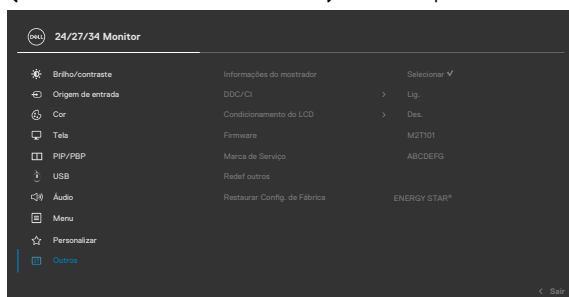 DELL 24/27/34 Monitor
Brilho/contraste Informações do mostrador Selecionar ✓
Origem de entrada DDC/CI > Lig.
Cor Condicionamento do LCD > Des.
Tela Firmware M2T101
PIP/PBP Marca de Serviço ABCDEFG
USB Redef outros
Áudio Restaurar Config. de Fábrica ENERGY STAR®
Menu
Personalizar
Outros
< Sair